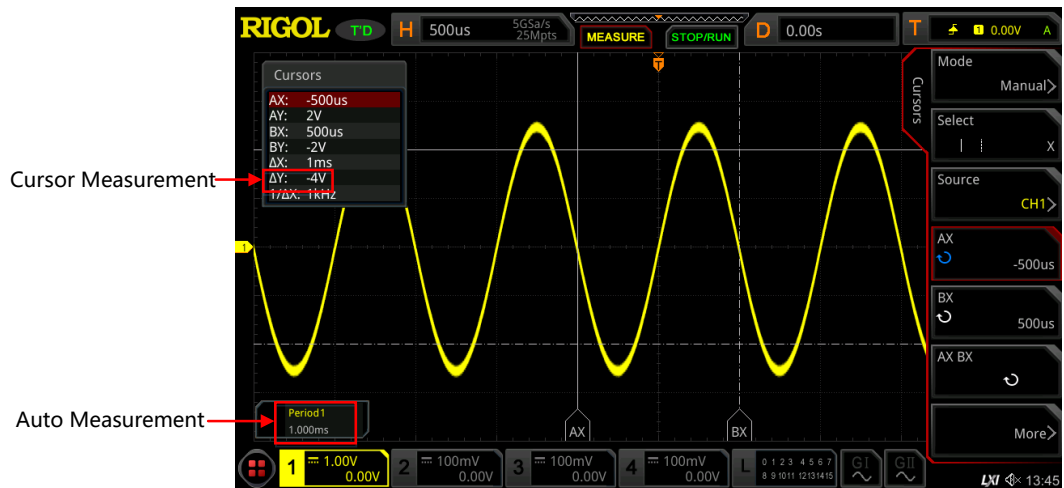 RIGOL T'D H 500us 5GSa/s 25Mpts MEASURE STOP/RUN D 0.00s T 1 0.00V A
T
Cursors
AX: -500us
AY: 2V
BX: 500us
BY: -2V
ΔX: 1ms
ΔY: -4V
1/ΔX: 1kHz
Cursor Measurement
1
Auto Measurement
Period1
1.000ms
AX
BX
Cursors
Mode
Manual>
Select
X
Source
CH1>
AX
-500us
BX
500us
AX BX
More>
1 1.00V
0.00V
2 100mV
0.00V
3 100mV
0.00V
4 100mV
0.00V
L 0 1 2 3 4 5 6 7
8 9 10 11 12 13 14 15
GI
GII
LXI 13:45